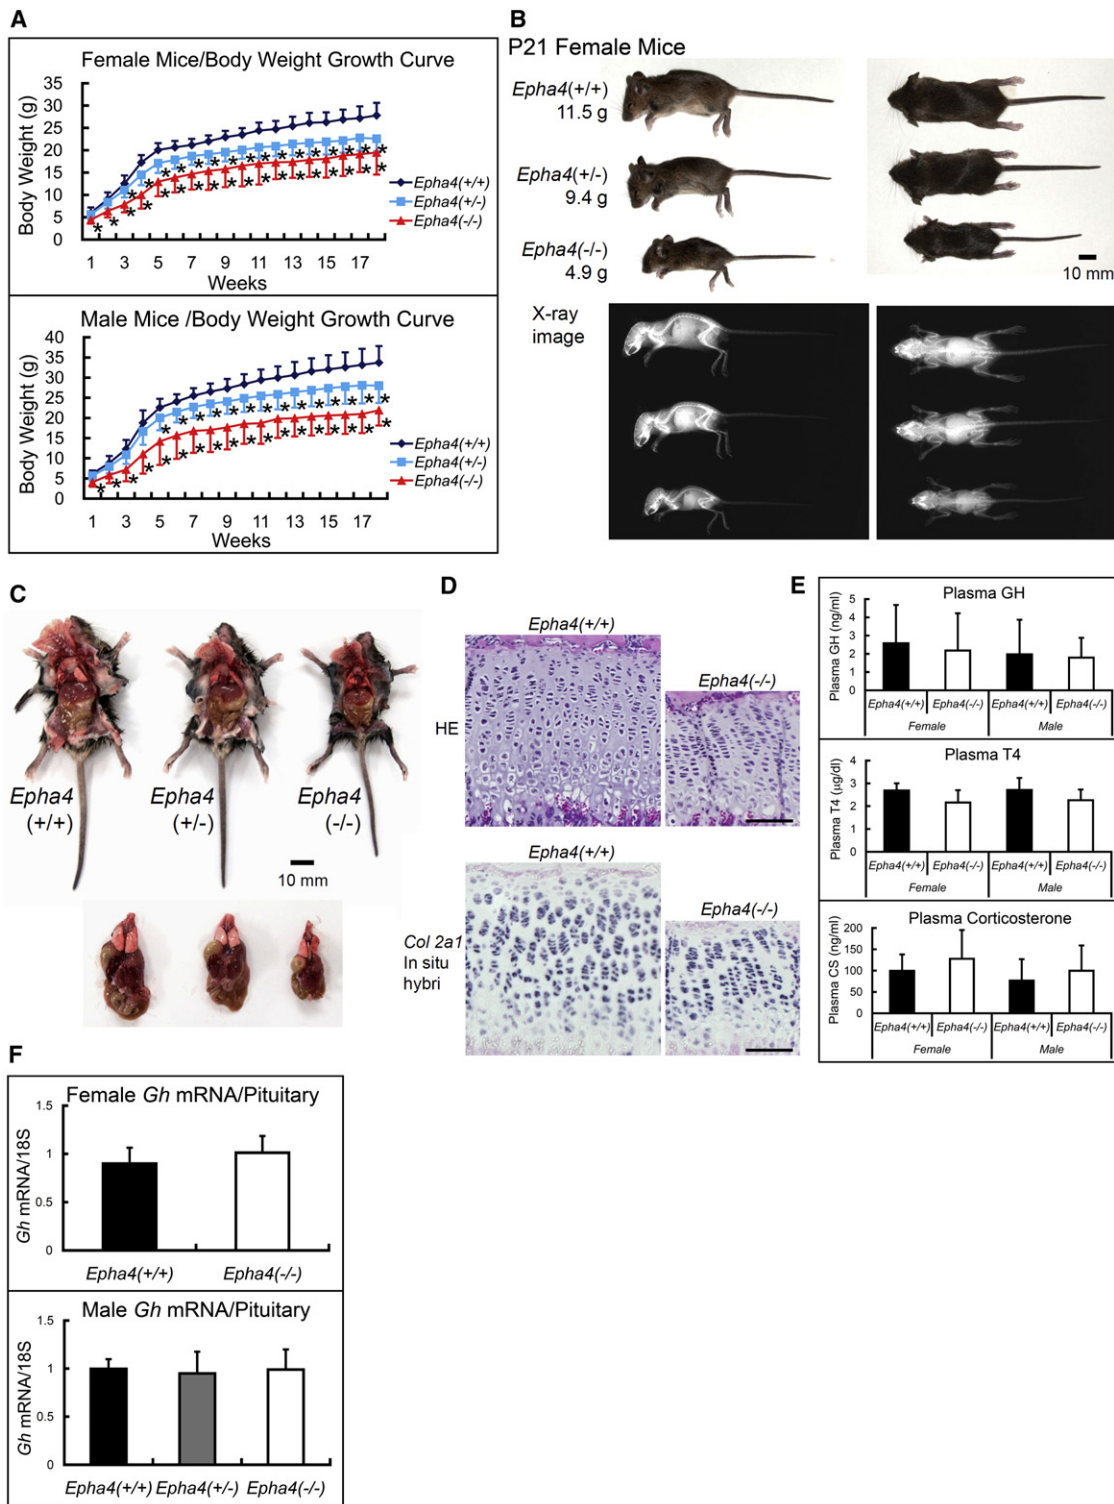 A
Female Mice/Body Weight Growth Curve
Body Weight (g)
35
30
25
20
15
10
5
0
1 3 5 7 9 11 13 15 17
Weeks
Epha4(+/+)
Epha4(+/-)
Epha4(-/-)
Male Mice /Body Weight Growth Curve
Body Weight (g)
40
35
30
25
20
15
10
5
0
1 3 5 7 9 11 13 15 17
Weeks
Epha4(+/+)
Epha4(+/-)
Epha4(-/-)
B
P21 Female Mice
Epha4(+/+)
11.5 g
Epha4(+/-)
9.4 g
Epha4(-/-)
4.9 g
10 mm
X-ray
image
C
Epha4
(+/+)
Epha4
(+/-)
Epha4
(-/-)
10 mm
D
Epha4(+/+)
Epha4(-/-)
HE
Epha4(+/+)
Epha4(-/-)
Col 2a1
In situ
hybri
E
Plasma GH
Plasma GH (ng/ml)
5
4
3
2
1
0
Epha4(+/+) Epha4(-/-) Epha4(+/+) Epha4(-/-)
Female Male
Plasma T4
Plasma T4 (µg/dl)
4
3
2
1
0
Epha4(+/+) Epha4(-/-) Epha4(+/+) Epha4(-/-)
Female Male
Plasma Corticosterone
Plasma CS (ng/ml)
200
150
100
50
0
Epha4(+/+) Epha4(-/-) Epha4(+/+) Epha4(-/-)
Female Male
F
Female Gh mRNA/Pituitary
Gh mRNA/18S
1.5
1
0.5
0
Epha4(+/+) Epha4(-/-)
Male Gh mRNA/Pituitary
Gh mRNA/18S
1.5
1
0.5
0
Epha4(+/+) Epha4(+/-) Epha4(-/-)